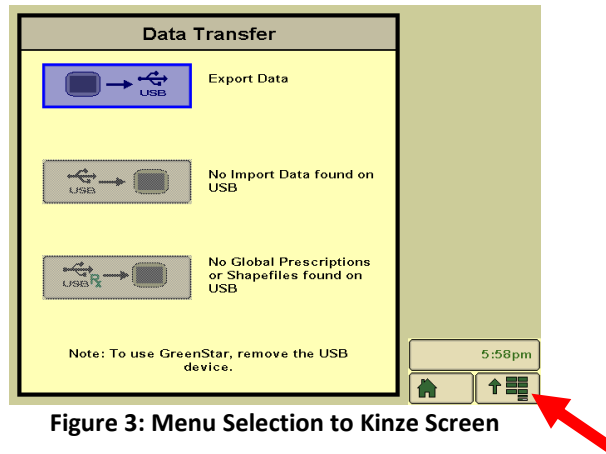 Data Transfer
USB
Export Data
USB
No Import Data found on
USB
USB Rx
No Global Prescriptions
or Shapefiles found on
USB
Note: To use GreenStar, remove the USB
device.
5:58pm
Figure 3: Menu Selection to Kinze Screen